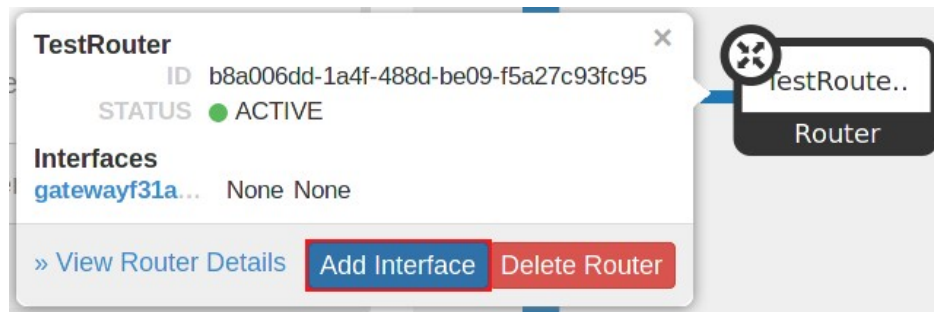 TestRouter
×
ID b8a006dd-1a4f-488d-be09-f5a27c93fc95
STATUS ACTIVE
Interfaces
gatewayf31a... None None
» View Router Details Add Interface Delete Router
TestRoute..
Router